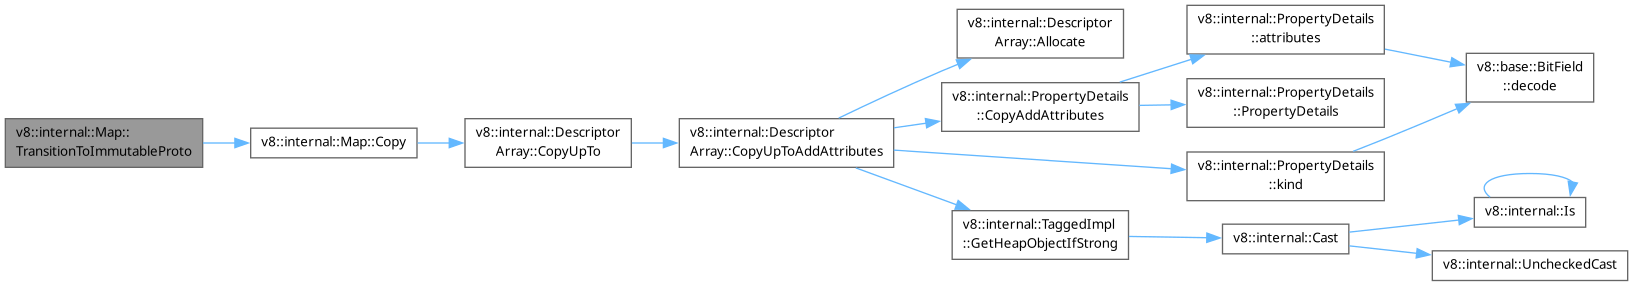 v8::internal::Map::
TransitionToImmutableProto
v8::internal::Map::Copy
v8::internal::Descriptor
Array::CopyUpTo
v8::internal::Descriptor
Array::CopyUpToAddAttributes
v8::internal::Descriptor
Array::Allocate
v8::internal::PropertyDetails
::CopyAddAttributes
v8::internal::PropertyDetails
::attributes
v8::internal::PropertyDetails
::PropertyDetails
v8::internal::PropertyDetails
::kind
v8::base::BitField
::decode
v8::internal::TaggedImpl
::GetHeapObjectIfStrong
v8::internal::Cast
v8::internal::Is
v8::internal::UncheckedCast